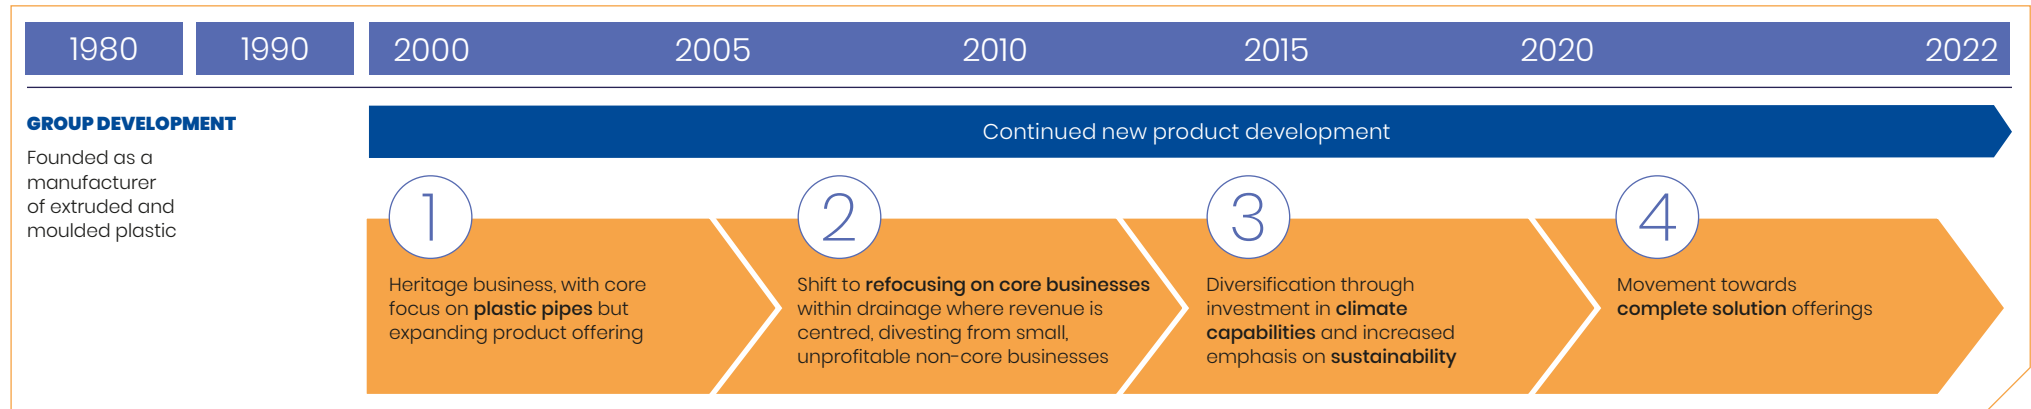 1980 1990 2000 2005 2010 2015 2020 2022
GROUP DEVELOPMENT
Founded as a
manufacturer
of extruded and
moulded plastic
Continued new product development
1
Heritage business, with core
focus on plastic pipes but
expanding product offering
2
Shift to refocusing on core businesses
within drainage where revenue is
centred, divesting from small,
unprofitable non-core businesses
3
Diversification through
investment in climate
capabilities and increased
emphasis on sustainability
4
Movement towards
complete solution offerings